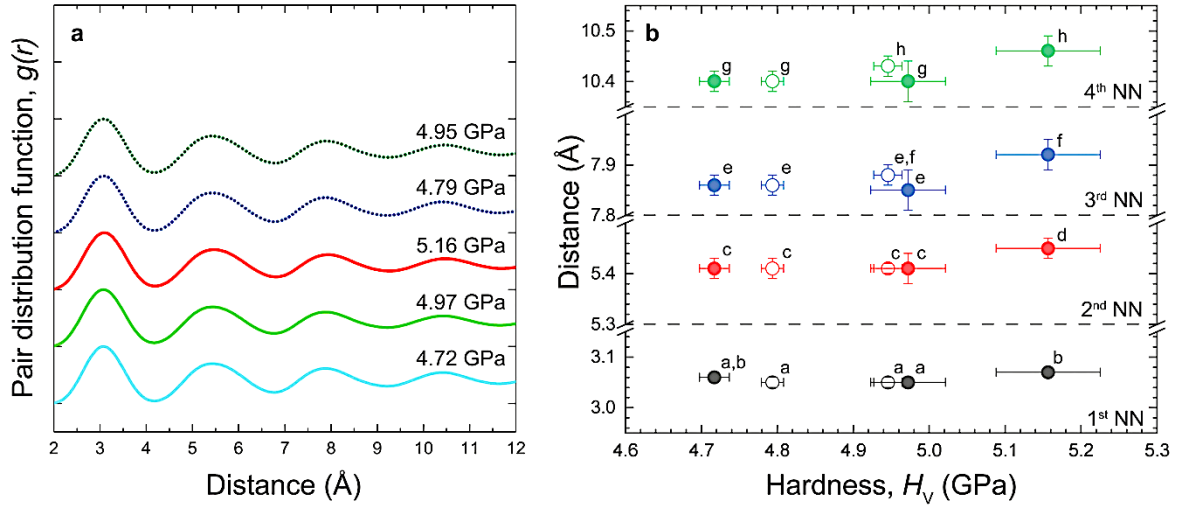 a
Pair distribution function, g(r)
4.95 GPa
4.79 GPa
5.16 GPa
4.97 GPa
4.72 GPa
2 3 4 5 6 7 8 9 10 11 12
Distance (Å)
b
Distance (Å)
10.5
10.4
7.9
7.8
5.4
5.3
3.1
3.0
g g h g h
4th NN
e e e,f e f
3rd NN
c c c c d
2nd NN
a,b a a a b
1st NN
4.6 4.7 4.8 4.9 5.0 5.1 5.2 5.3
Hardness, HV (GPa)